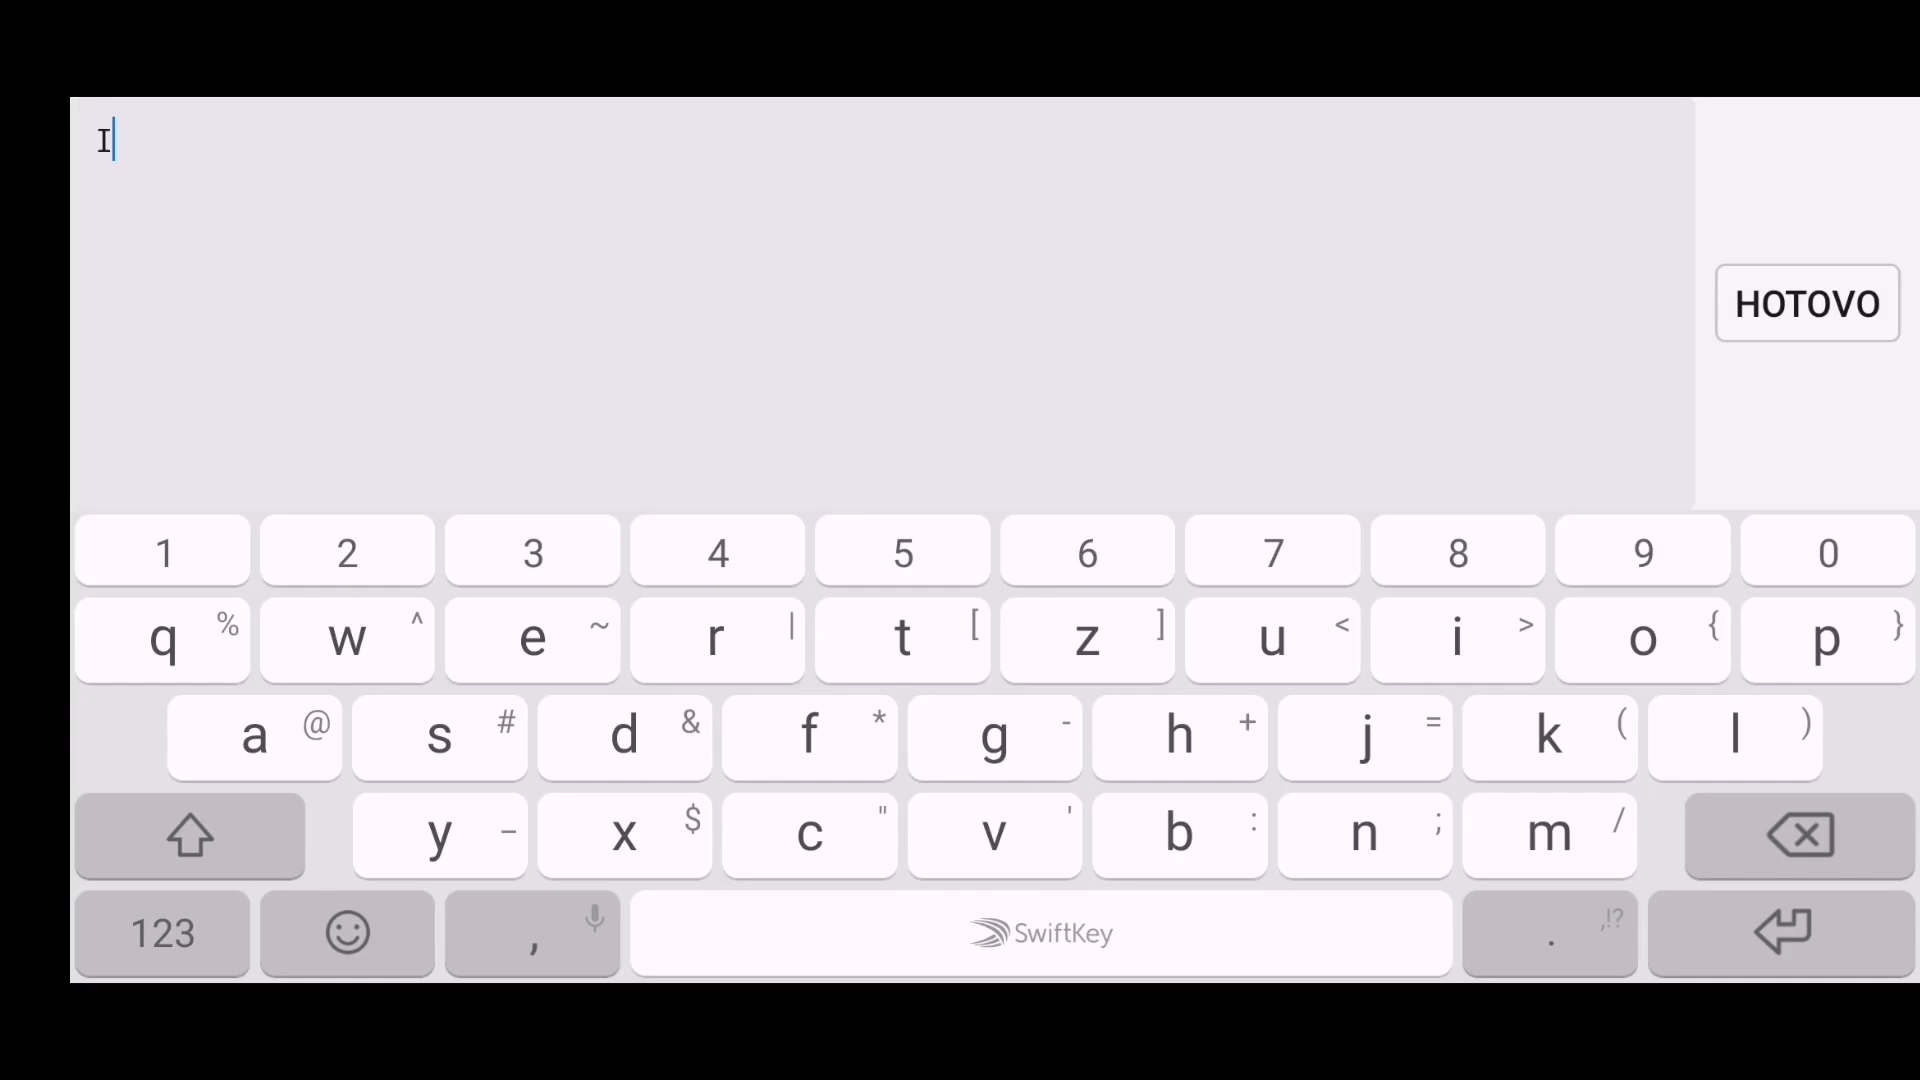 I
HOTOVO
1 2 3 4 5 6 7 8 9 0
q % w ^ e ~ r | t [ z ] u < i > o { p }
a @ s # d & f * g - h + j = k ( l )
y _ x $ c " v ' b : n ; m /
123 , SwiftKey . ,!?